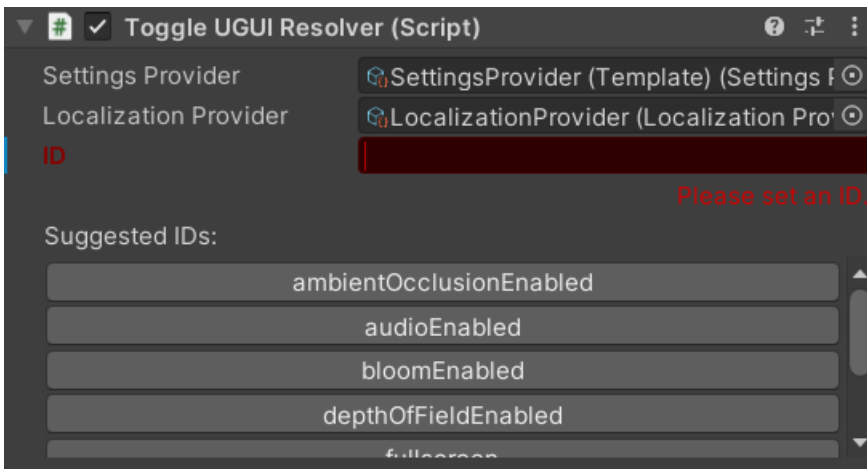 Toggle UGUI Resolver (Script)
Settings Provider
SettingsProvider (Template) (Settings
Localization Provider
LocalizationProvider (Localization Pro
ID
Please set an ID.
Suggested IDs:
ambientOcclusionEnabled
audioEnabled
bloomEnabled
depthOfFieldEnabled
fullscreen